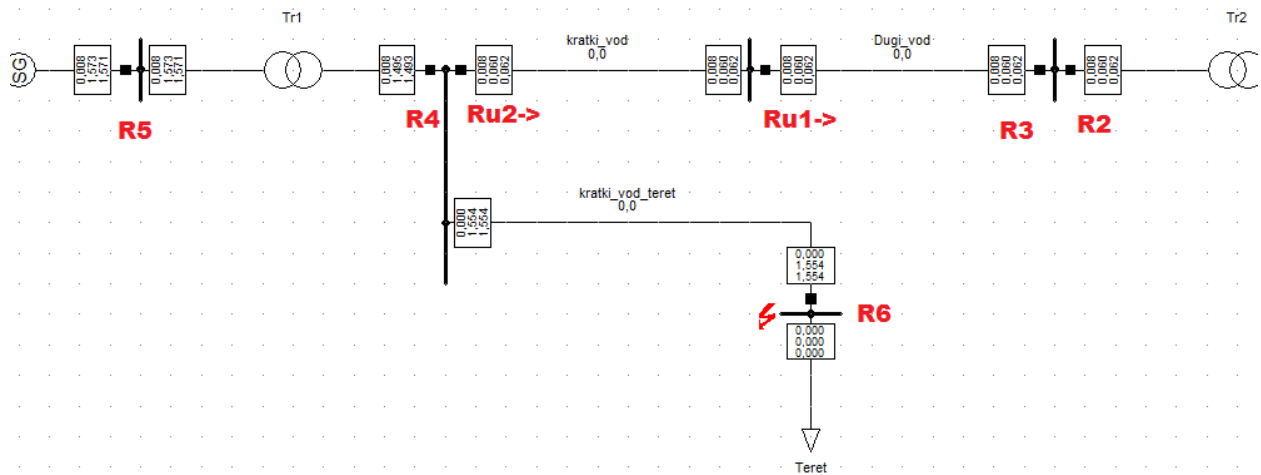 Tr1
Tr2
kratki_vod
0,0
Dugi_vod
0,0
SG
0,008
1,573
1,571
0,008
1,573
1,571
0,008
1,495
1,493
0,008
0,060
0,062
0,008
0,060
0,062
0,008
0,060
0,062
0,008
0,060
0,062
0,008
0,060
0,062
R5
R4
Ru2->
Ru1->
R3
R2
kratki_vod_teret
0,0
0,000
1,554
1,554
0,000
1,554
1,554
R6
0,000
0,000
0,000
Teret